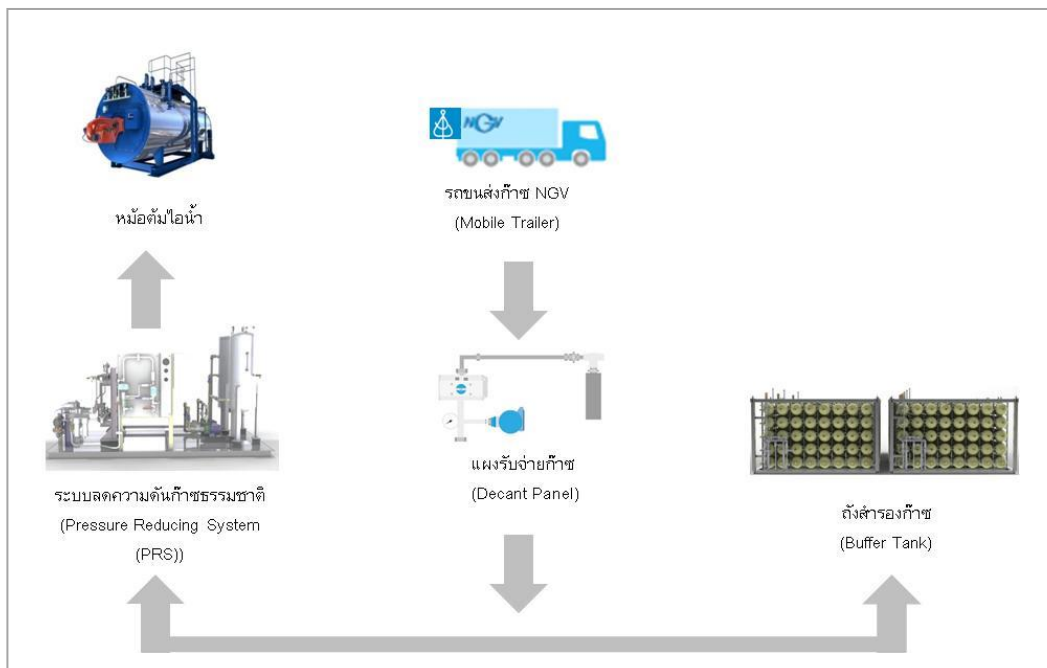 NGV
รถขนส่งก๊าซ NGV
(Mobile Trailer)
หม้อต้มไอน้ำ
แผงรับจ่ายก๊าซ
(Decant Panel)
ระบบลดความดันก๊าซธรรมชาติ
(Pressure Reducing System
(PRS))
ถังสำรองก๊าซ
(Buffer Tank)